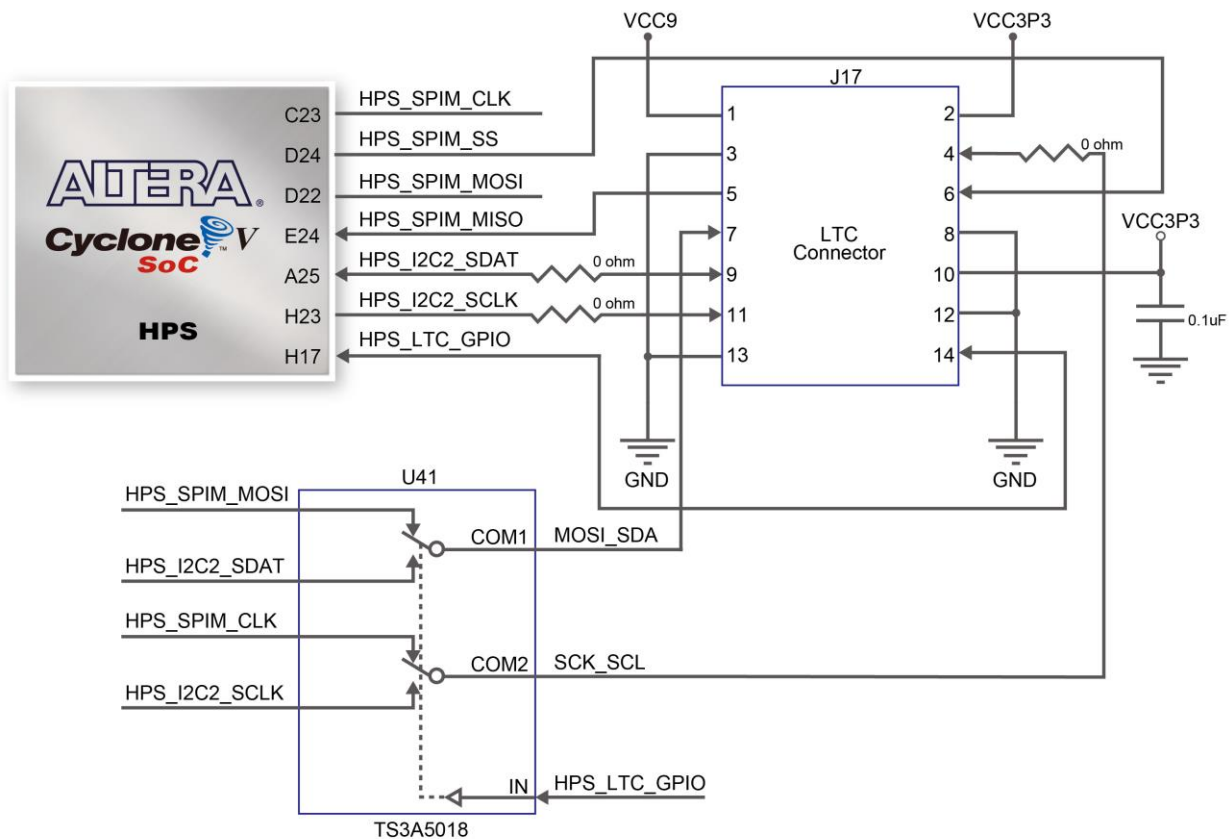 VCC9
VCC3P3
J17
C23
HPS_SPIM_CLK
D24
HPS_SPIM_SS
D22
HPS_SPIM_MOSI
E24
HPS_SPIM_MISO
A25
HPS_I2C2_SDAT
0 ohm
H23
HPS_I2C2_SCLK
0 ohm
H17
HPS_LTC_GPIO
ALTERA®
Cyclone™ V
SoC
HPS
1
3
5
7
9
11
13
LTC
Connector
2
4
6
8
10
12
14
0 ohm
VCC3P3
0.1uF
GND
GND
U41
HPS_SPIM_MOSI
HPS_I2C2_SDAT
COM1
MOSI_SDA
HPS_SPIM_CLK
HPS_I2C2_SCLK
COM2
SCK_SCL
IN
HPS_LTC_GPIO
TS3A5018